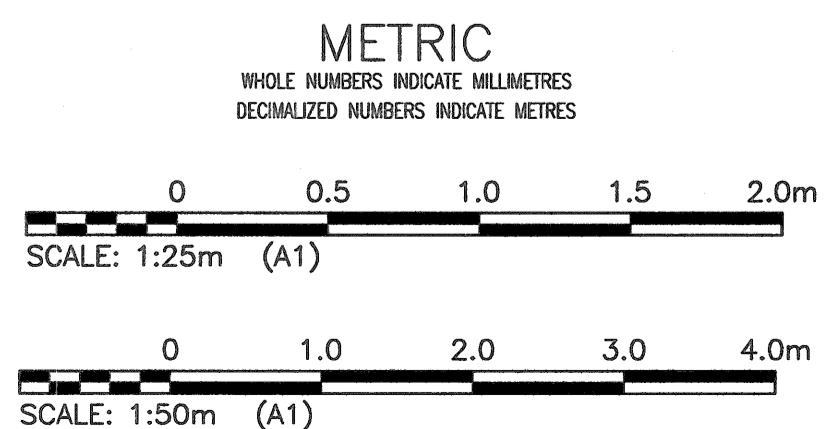 METRIC
WHOLE NUMBERS INDICATE MILLIMETRES
DECIMALIZED NUMBERS INDICATE METRES
0 0.5 1.0 1.5 2.0m
SCALE: 1:25m (A1)
0 1.0 2.0 3.0 4.0m
SCALE: 1:50m (A1)